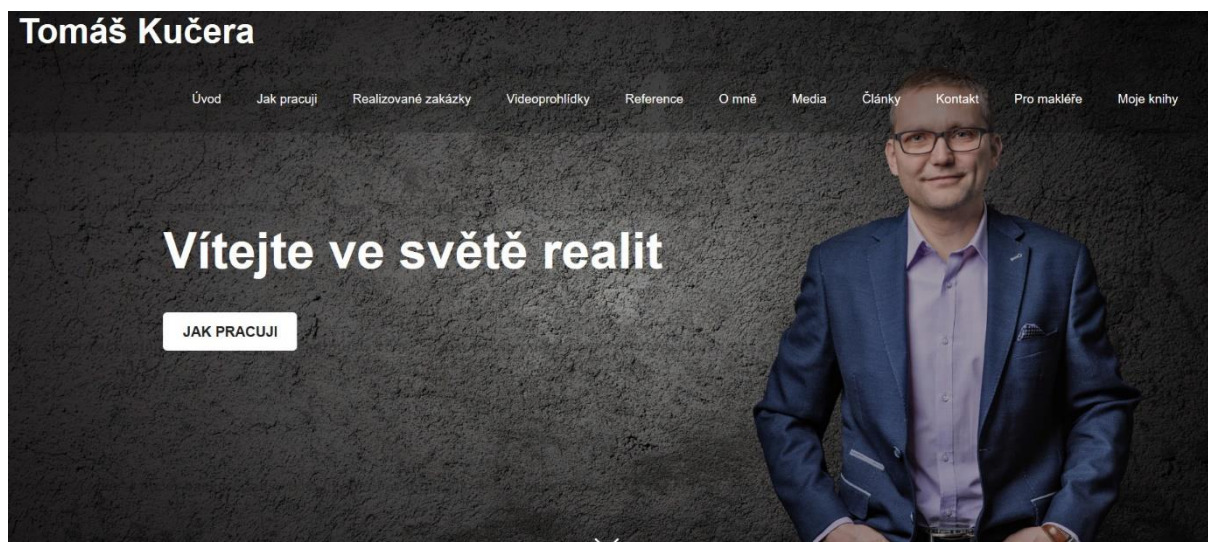 Tomáš Kučera
Úvod Jak pracuji Realizované zakázky Videoprohlídky Reference O mně Media Články Kontakt Pro makléře Moje knihy
Vítejte ve světě realit
JAK PRACUJI